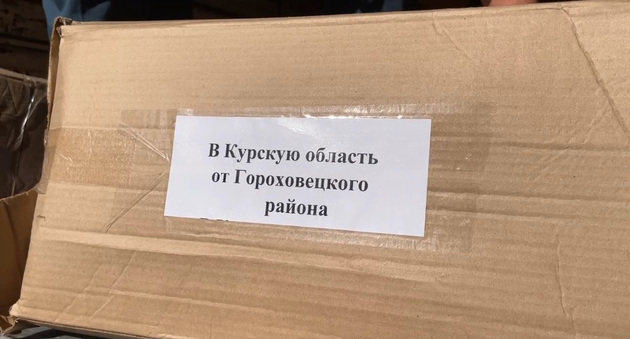 В Курскую область
от Гороховецкого
района